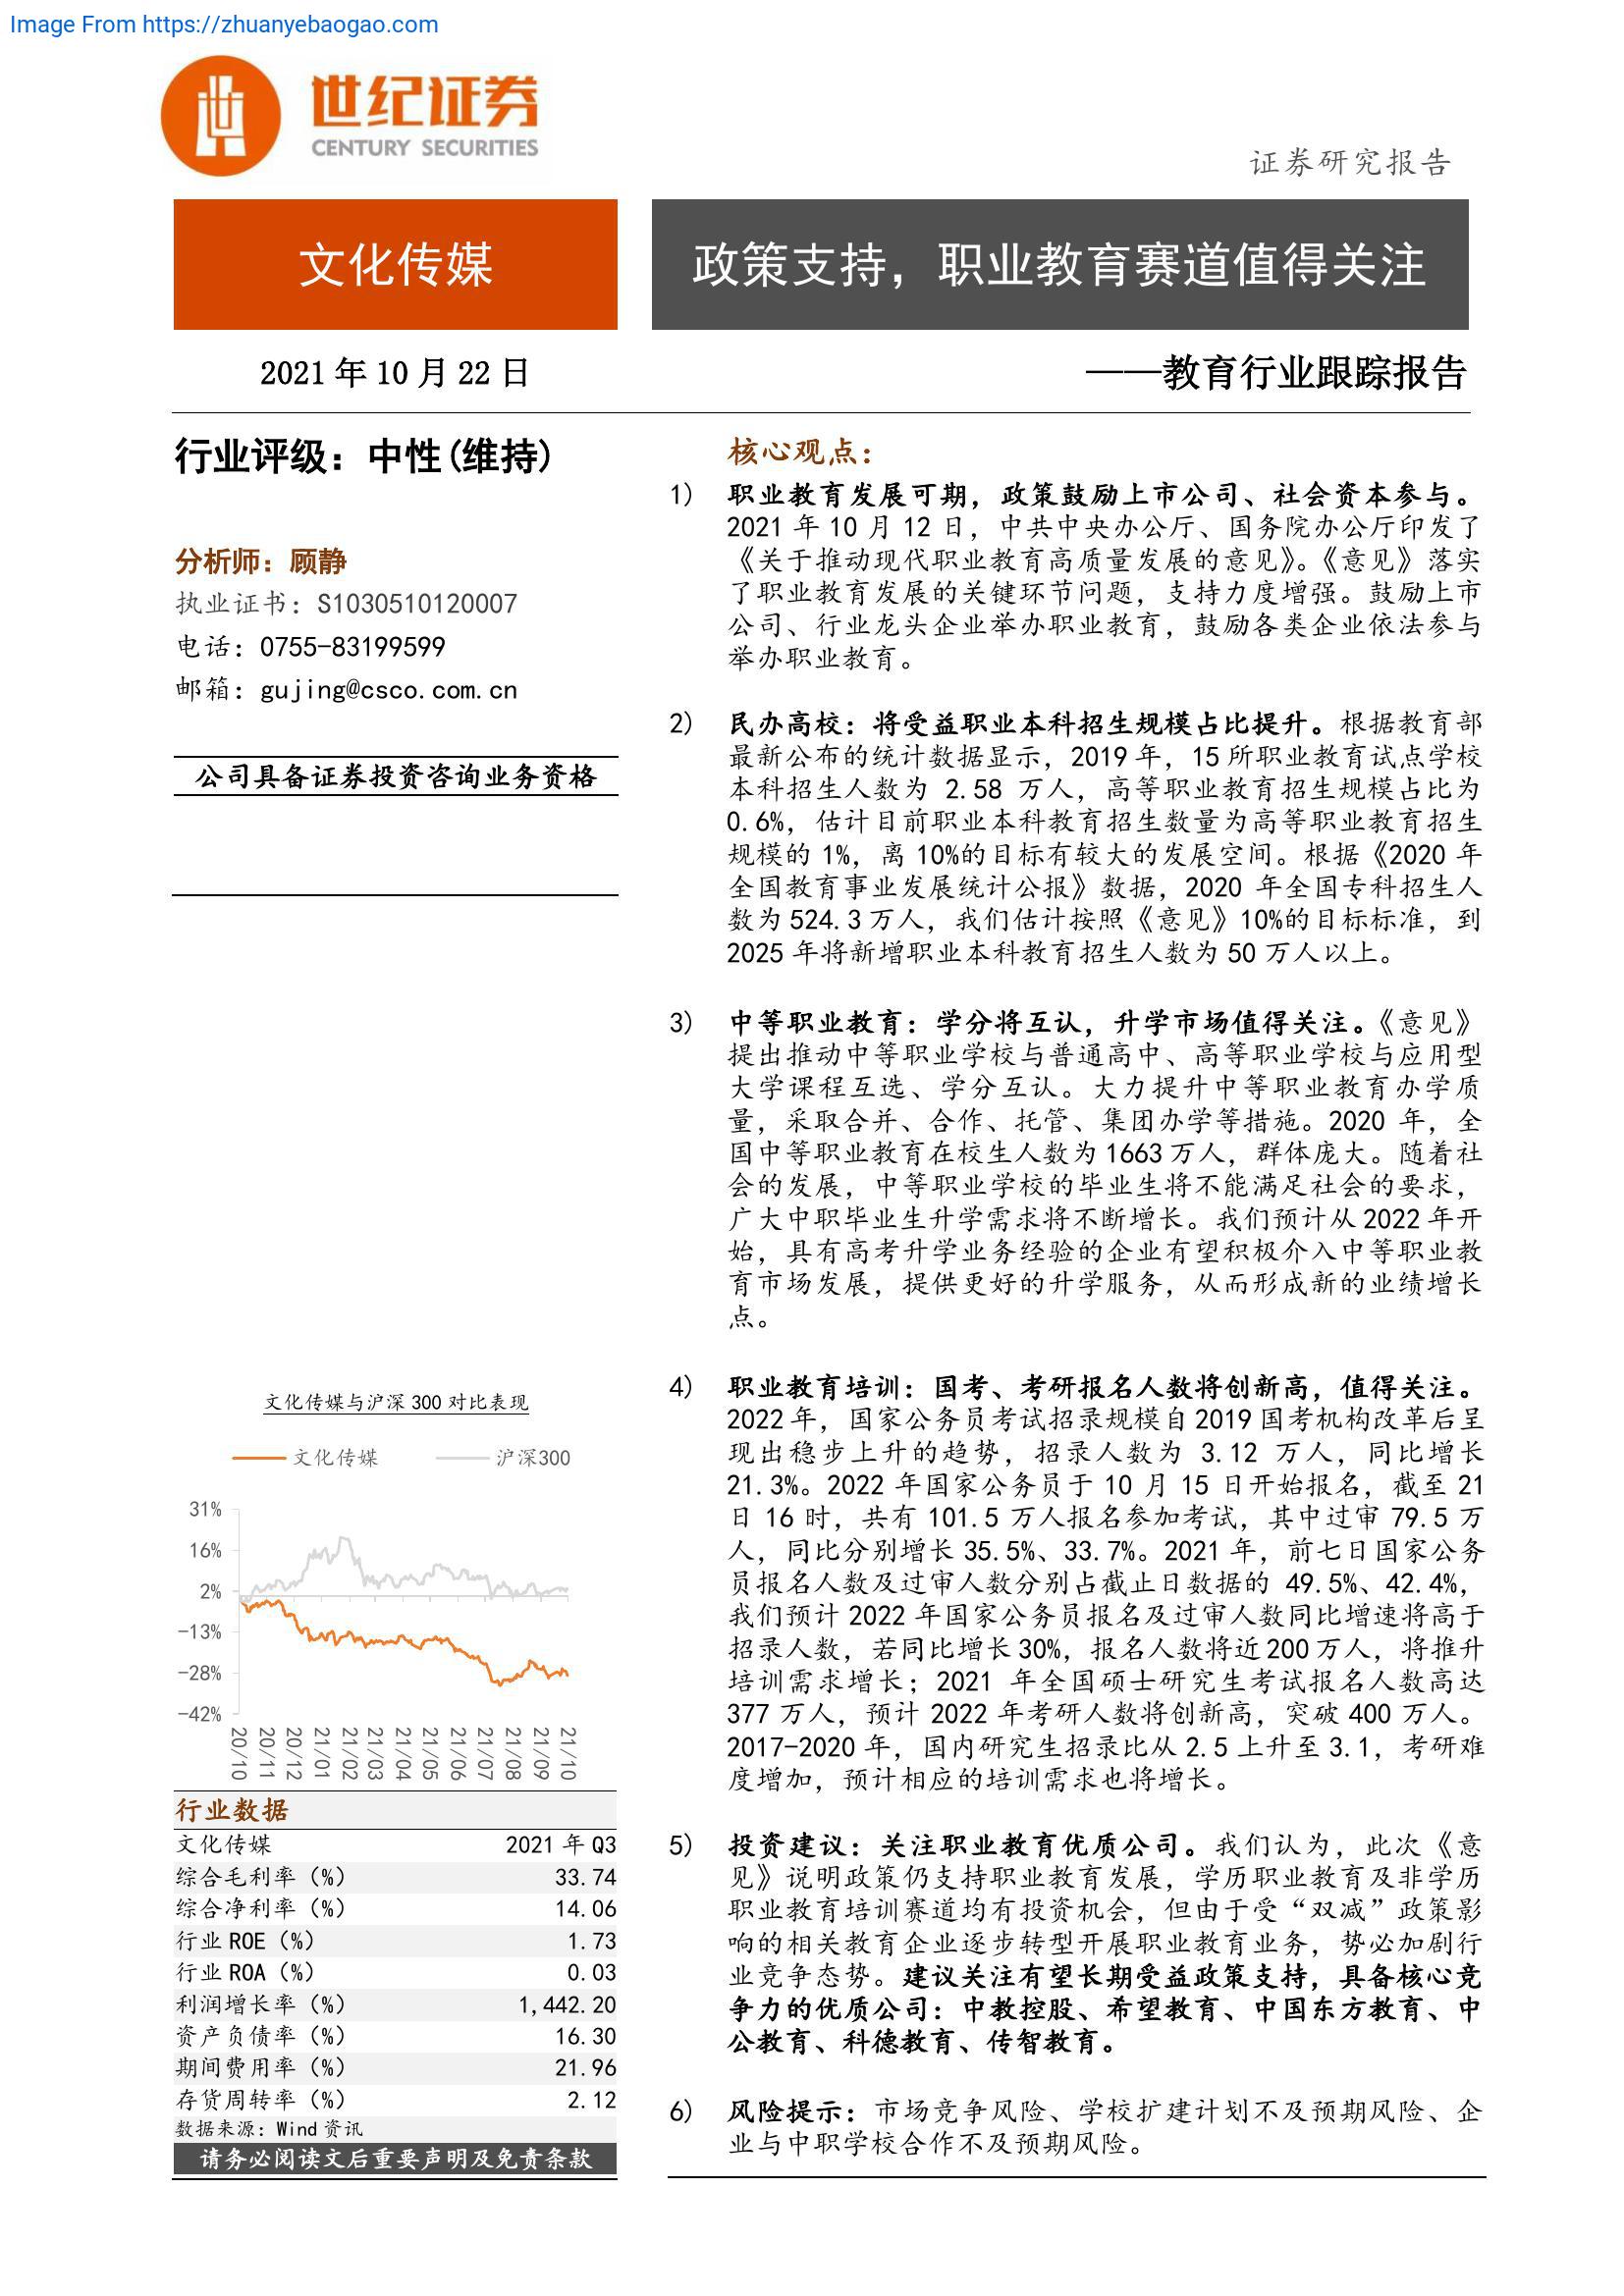 Image From https://zhuanyebaogao.com
世纪证券
CENTURY SECURITIES
证券研究报告
文化传媒
政策支持，职业教育赛道值得关注
2021 年 10 月 22 日
——教育行业跟踪报告
行业评级：中性(维持)
分析师：顾静
执业证书：S1030510120007
电话：0755-83199599
邮箱：gujing@csco.com.cn
公司具备证券投资咨询业务资格
文化传媒与沪深 300 对比表现
文化传媒 沪深300
31%
16%
2%
-13%
-28%
-42%
20/10 20/11 20/12 21/01 21/02 21/03 21/04 21/05 21/06 21/07 21/08 21/09 21/10
行业数据
文化传媒 2021 年 Q3
综合毛利率（%） 33.74
综合净利率（%） 14.06
行业 ROE（%） 1.73
行业 ROA（%） 0.03
利润增长率（%） 1,442.20
资产负债率（%） 16.30
期间费用率（%） 21.96
存货周转率（%） 2.12
数据来源：Wind 资讯
请务必阅读文后重要声明及免责条款
核心观点：
1) 职业教育发展可期，政策鼓励上市公司、社会资本参与。
2021 年 10 月 12 日，中共中央办公厅、国务院办公厅印发了
《关于推动现代职业教育高质量发展的意见》。《意见》落实
了职业教育发展的关键环节问题，支持力度增强。鼓励上市
公司、行业龙头企业举办职业教育，鼓励各类企业依法参与
举办职业教育。
2) 民办高校：将受益职业本科招生规模占比提升。根据教育部
最新公布的统计数据显示，2019 年，15 所职业教育试点学校
本科招生人数为 2.58 万人，高等职业教育招生规模占比为
0.6%，估计目前职业本科教育招生数量为高等职业教育招生
规模的 1%，离 10%的目标有较大的发展空间。根据《2020 年
全国教育事业发展统计公报》数据，2020 年全国专科招生人
数为 524.3 万人，我们估计按照《意见》10%的目标标准，到
2025 年将新增职业本科教育招生人数为 50 万人以上。
3) 中等职业教育：学分将互认，升学市场值得关注。《意见》
提出推动中等职业学校与普通高中、高等职业学校与应用型
大学课程互选、学分互认。大力提升中等职业教育办学质
量，采取合并、合作、托管、集团办学等措施。2020 年，全
国中等职业教育在校生人数为 1663 万人，群体庞大。随着社
会的发展，中等职业学校的毕业生将不能满足社会的要求，
广大中职毕业生升学需求将不断增长。我们预计从 2022 年开
始，具有高考升学业务经验的企业有望积极介入中等职业教
育市场发展，提供更好的升学服务，从而形成新的业绩增长
点。
4) 职业教育培训：国考、考研报名人数将创新高，值得关注。
2022 年，国家公务员考试招录规模自 2019 国考机构改革后呈
现出稳步上升的趋势，招录人数为 3.12 万人，同比增长
21.3%。2022 年国家公务员于 10 月 15 日开始报名，截至 21
日 16 时，共有 101.5 万人报名参加考试，其中过审 79.5 万
人，同比分别增长 35.5%、33.7%。2021 年，前七日国家公务
员报名人数及过审人数分别占截止日数据的 49.5%、42.4%，
我们预计 2022 年国家公务员报名及过审人数同比增速将高于
招录人数，若同比增长 30%，报名人数将近 200 万人，将推升
培训需求增长；2021 年全国硕士研究生考试报名人数高达
377 万人，预计 2022 年考研人数将创新高，突破 400 万人。
2017-2020 年，国内研究生招录比从 2.5 上升至 3.1，考研难
度增加，预计相应的培训需求也将增长。
5) 投资建议：关注职业教育优质公司。我们认为，此次《意
见》说明政策仍支持职业教育发展，学历职业教育及非学历
职业教育培训赛道均有投资机会，但由于受“双减”政策影
响的相关教育企业逐步转型开展职业教育业务，势必加剧行
业竞争态势。建议关注有望长期受益政策支持，具备核心竞
争力的优质公司：中教控股、希望教育、中国东方教育、中
公教育、科德教育、传智教育。
6) 风险提示：市场竞争风险、学校扩建计划不及预期风险、企
业与中职学校合作不及预期风险。